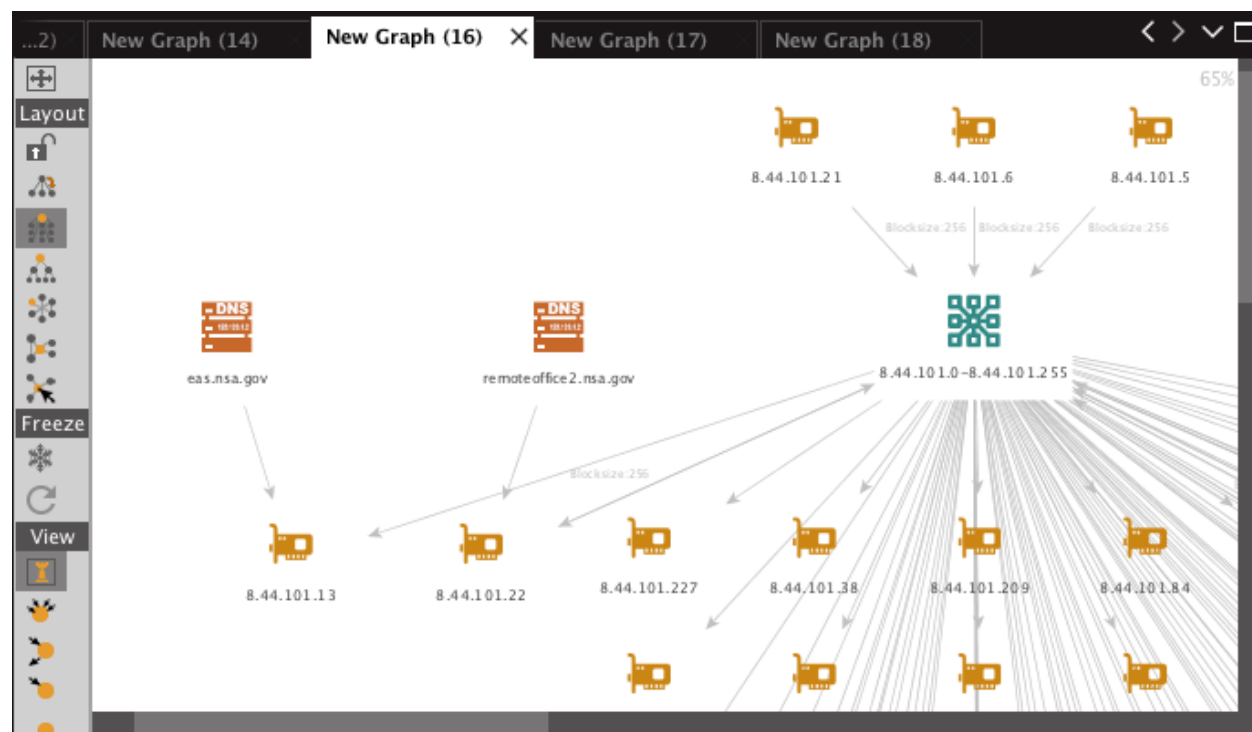 ...2)
New Graph (14)
New Graph (16)
New Graph (17)
New Graph (18)
65%
Layout
Freeze
View
8.44.101.21
8.44.101.6
8.44.101.5
Blocksize:256
Blocksize:256
Blocksize:256
DNS
DNS
eas.nsa.gov
remoteoffice2.nsa.gov
8.44.101.0-8.44.101.255
Blocksize:256
8.44.101.13
8.44.101.22
8.44.101.227
8.44.101.38
8.44.101.209
8.44.101.84